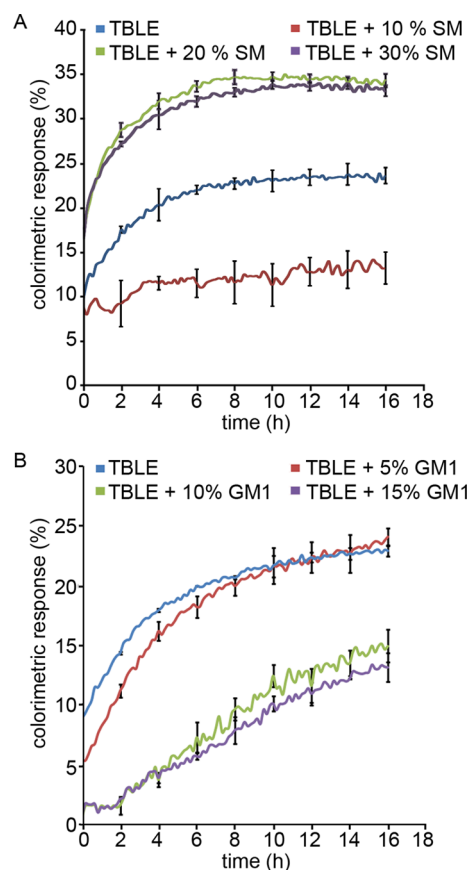 A
TBLE
TBLE + 10 % SM
TBLE + 20 % SM
TBLE + 30% SM
colorimetric response (%)
40
35
30
25
20
15
10
5
0
0 2 4 6 8 10 12 14 16 18
time (h)
B
TBLE
TBLE + 5% GM1
TBLE + 10% GM1
TBLE + 15% GM1
colorimetric response (%)
30
25
20
15
10
5
0
0 2 4 6 8 10 12 14 16 18
time (h)